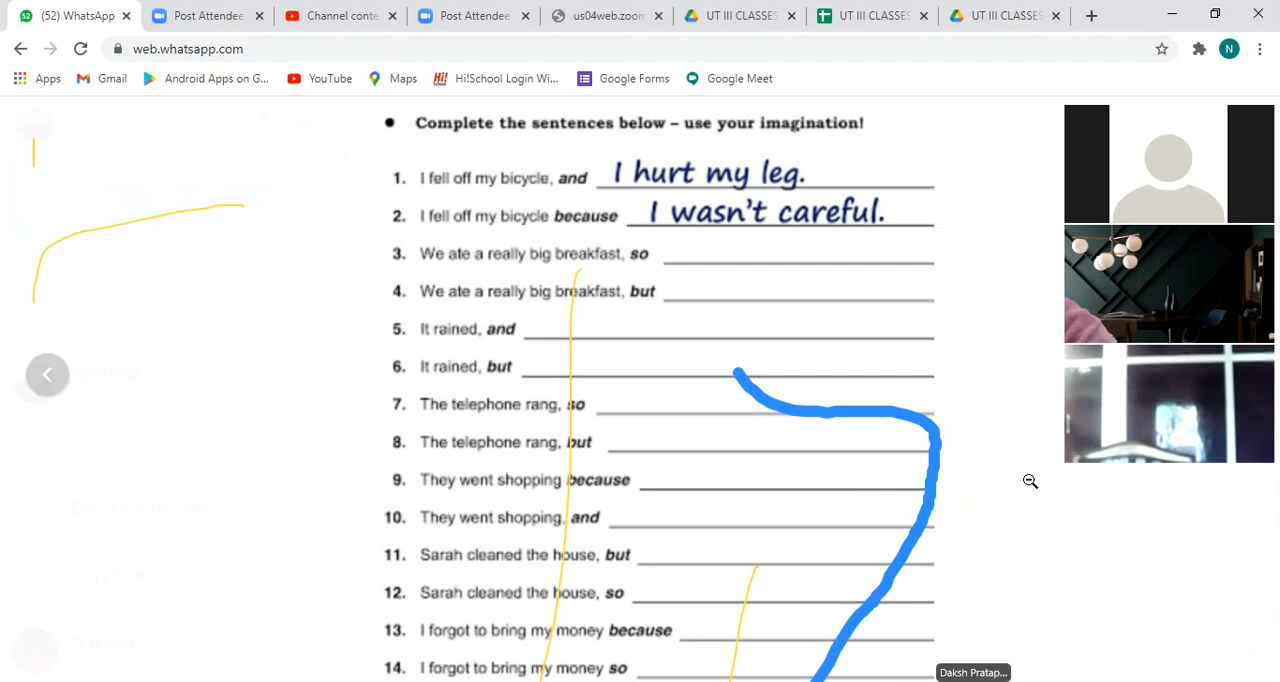 (52) WhatsApp
Post Attendee
Channel conte
Post Attendee
us04web.zoom
UT III CLASSES
UT III CLASSES
UT III CLASSES
web.whatsapp.com
N
Apps
Gmail
Android Apps on G...
YouTube
Maps
Hi! Hi!School Login Wi...
Google Forms
Google Meet
• Complete the sentences below – use your imagination!
1. I fell off my bicycle, and I hurt my leg.
2. I fell off my bicycle because I wasn't careful.
3. We ate a really big breakfast, so
4. We ate a really big breakfast, but
5. It rained, and
6. It rained, but
7. The telephone rang, so
8. The telephone rang, but
9. They went shopping because
10. They went shopping, and
11. Sarah cleaned the house, but
12. Sarah cleaned the house, so
13. I forgot to bring my money because
14. I forgot to bring my money so
Daksh Pratap...